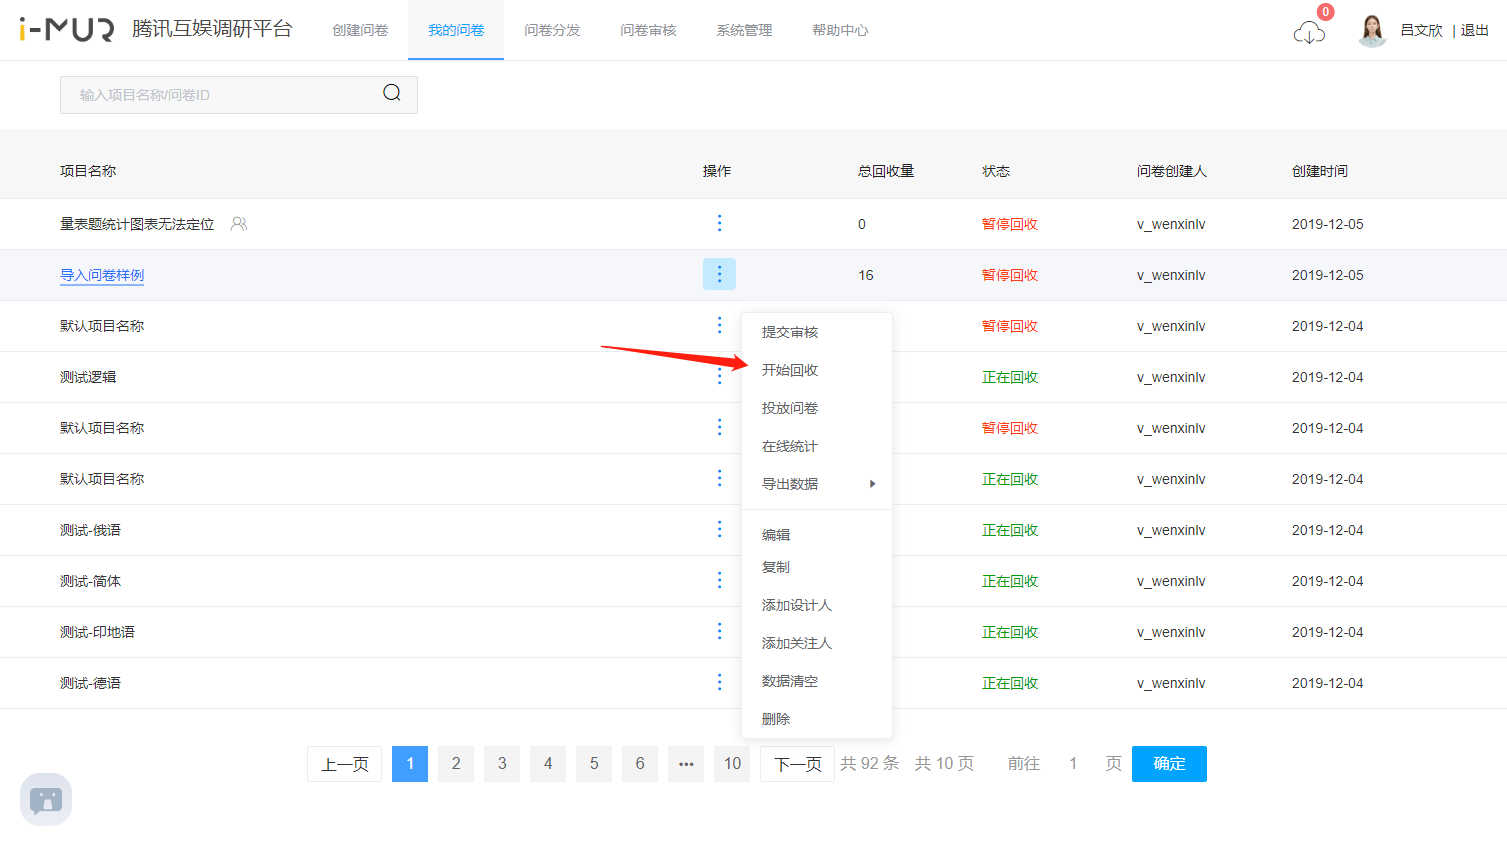 i-MUR 腾讯互娱调研平台 创建问卷 我的问卷 问卷分发 问卷审核 系统管理 帮助中心 0 吕文欣 | 退出
输入项目名称/问卷ID
项目名称 操作 总回收量 状态 问卷创建人 创建时间
量表题统计图表无法定位 0 暂停回收 v_wenxinlv 2019-12-05
导入问卷样例 16 暂停回收 v_wenxinlv 2019-12-05
默认项目名称 暂停回收 v_wenxinlv 2019-12-04
测试逻辑 正在回收 v_wenxinlv 2019-12-04
默认项目名称 暂停回收 v_wenxinlv 2019-12-04
默认项目名称 正在回收 v_wenxinlv 2019-12-04
测试-俄语 正在回收 v_wenxinlv 2019-12-04
测试-简体 正在回收 v_wenxinlv 2019-12-04
测试-印地语 正在回收 v_wenxinlv 2019-12-04
测试-德语 正在回收 v_wenxinlv 2019-12-04
提交审核
开始回收
投放问卷
在线统计
导出数据
编辑
复制
添加设计人
添加关注人
数据清空
删除
上一页 1 2 3 4 5 6 ••• 10 下一页 共 92 条 共 10 页 前往 1 页 确定